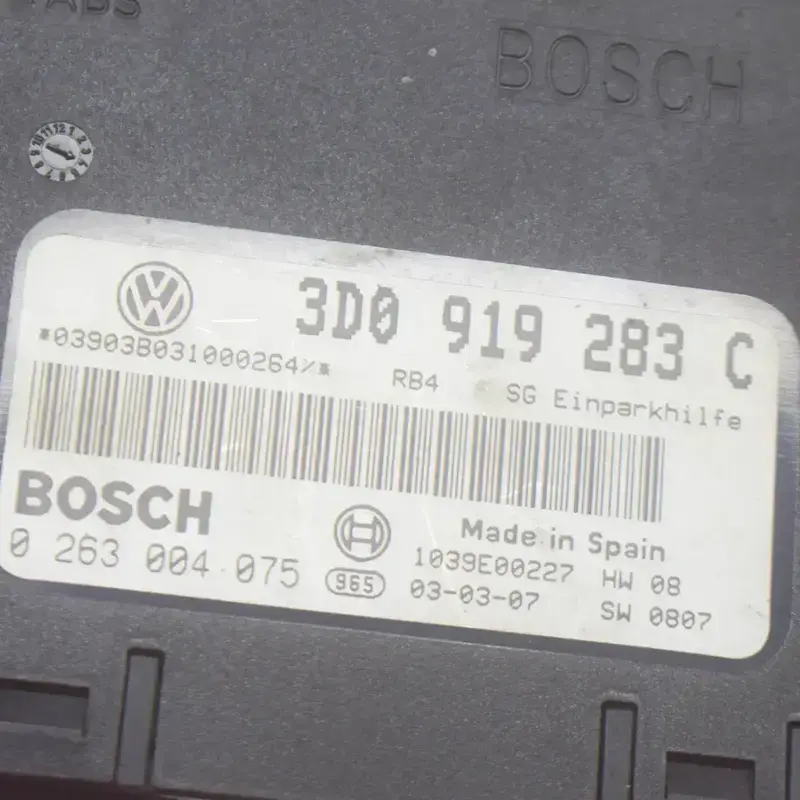 ABS
BOSCH
3D0 919 283 C
*03903B031000264%*
RB4 SG Einparkhilfe
BOSCH
0 263 004 075
965
Made in Spain
1039E00227 HW 08
03-03-07 SW 0807